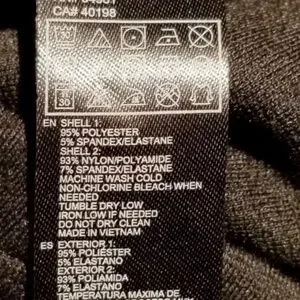 CA# 40198
30
30
EN SHELL 1:
95% POLYESTER
5% SPANDEX/ELASTANE
SHELL 2:
93% NYLON/POLYAMIDE
7% SPANDEX/ELASTANE
MACHINE WASH COLD
NON-CHLORINE BLEACH WHEN
NEEDED
TUMBLE DRY LOW
IRON LOW IF NEEDED
DO NOT DRY CLEAN
MADE IN VIETNAM
ES EXTERIOR 1:
95% POLIÉSTER
5% ELASTANO
EXTERIOR 2:
93% POLIAMIDA
7% ELASTANO
TEMPERATURA MÁXIMA DE